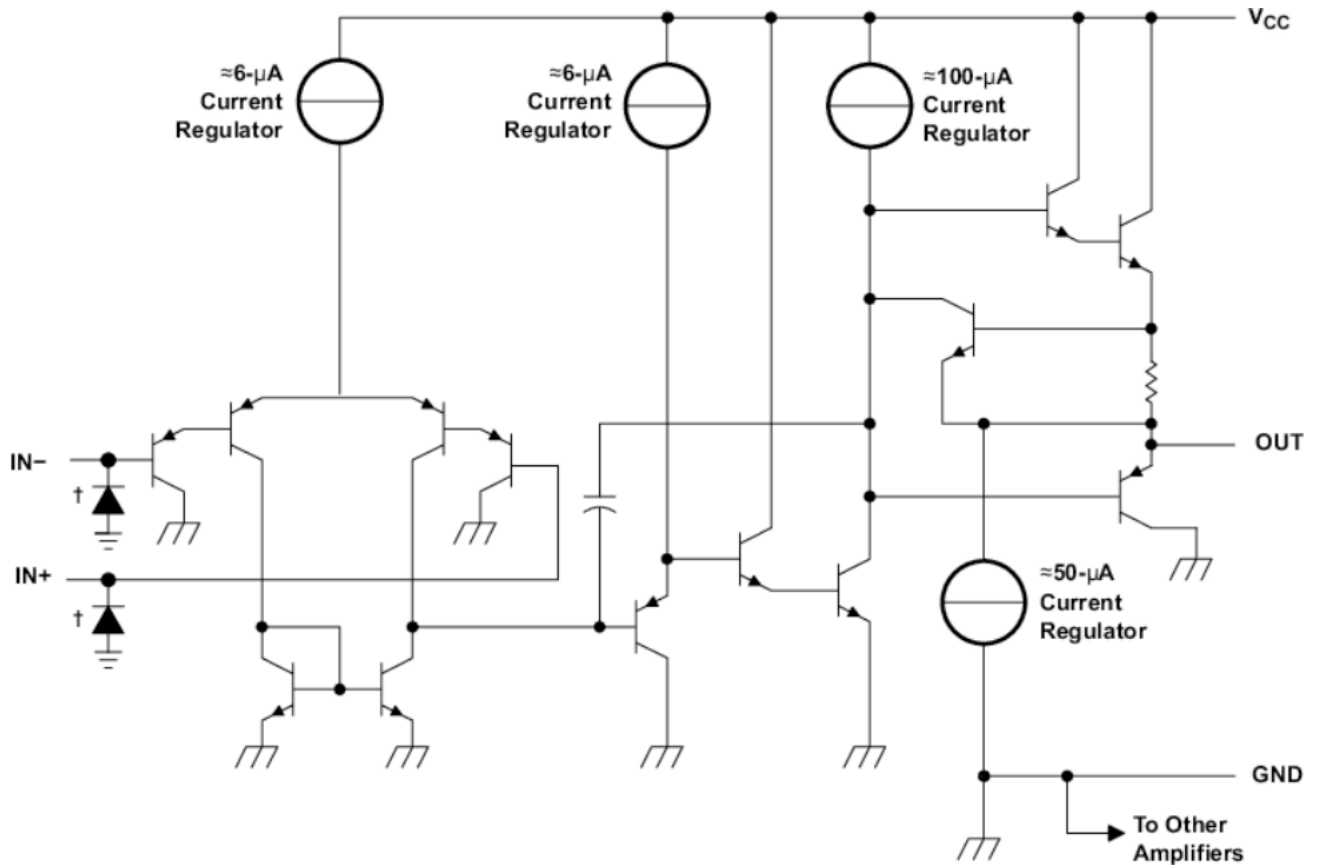 VCC
≈6-µA
Current
Regulator
≈6-µA
Current
Regulator
≈100-µA
Current
Regulator
IN−
†
OUT
IN+
†
≈50-µA
Current
Regulator
GND
To Other
Amplifiers